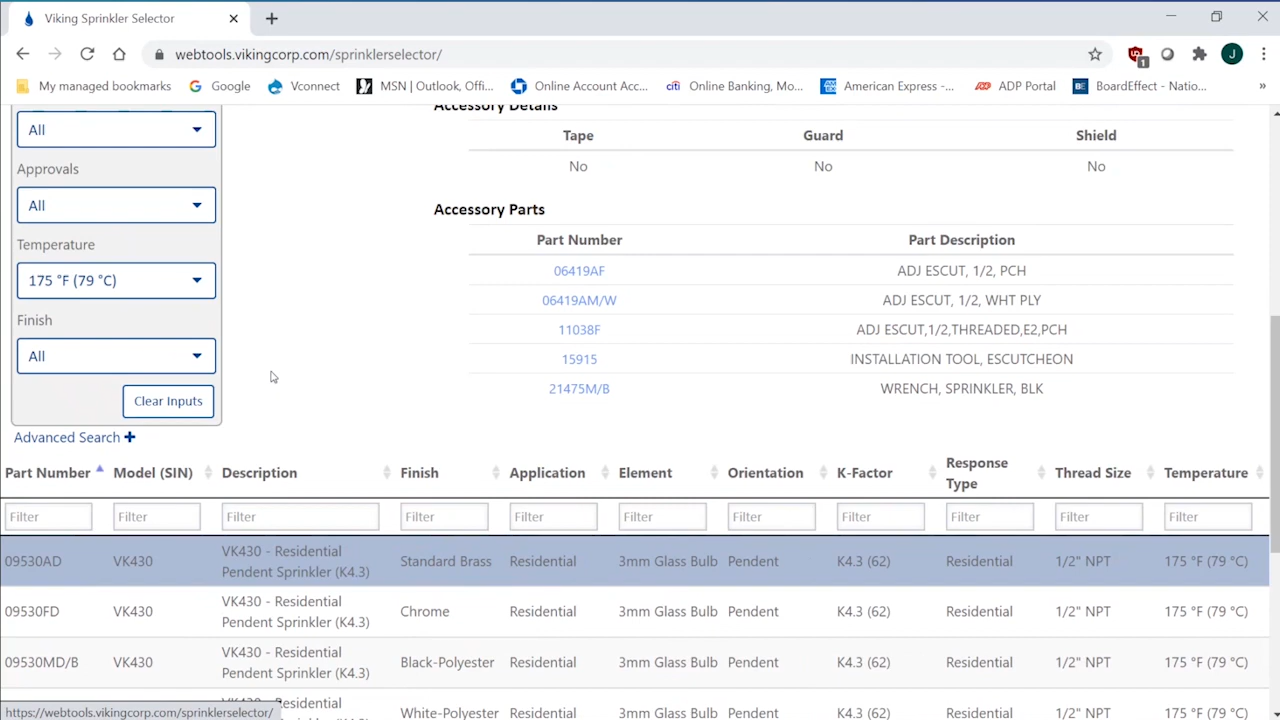 Viking Sprinkler Selector
webtools.vikingcorp.com/sprinklerselector/
1
J
My managed bookmarks
Google
Vconnect
MSN | Outlook, Offi...
Online Account Acc...
citi Online Banking, Mo...
AM EX American Express -...
ADP Portal
BE BoardEffect - Natio...
»
All
Approvals
All
Temperature
175 °F (79 °C)
Finish
All
Clear Inputs
Advanced Search +
Accessory Details
Tape Guard Shield
No No No
Accessory Parts
Part Number Part Description
06419AF ADJ ESCUT, 1/2, PCH
06419AM/W ADJ ESCUT, 1/2, WHT PLY
11038F ADJ ESCUT,1/2,THREADED,E2,PCH
15915 INSTALLATION TOOL, ESCUTCHEON
21475M/B WRENCH, SPRINKLER, BLK
Part Number Model (SIN) Description Finish Application Element Orientation K-Factor Response Type Thread Size Temperature
Filter Filter Filter Filter Filter Filter Filter Filter Filter Filter Filter
09530AD VK430 VK430 - Residential Pendent Sprinkler (K4.3) Standard Brass Residential 3mm Glass Bulb Pendent K4.3 (62) Residential 1/2" NPT 175 °F (79 °C)
09530FD VK430 VK430 - Residential Pendent Sprinkler (K4.3) Chrome Residential 3mm Glass Bulb Pendent K4.3 (62) Residential 1/2" NPT 175 °F (79 °C)
09530MD/B VK430 VK430 - Residential Pendent Sprinkler (K4.3) Black-Polyester Residential 3mm Glass Bulb Pendent K4.3 (62) Residential 1/2" NPT 175 °F (79 °C)
VK430 - Residential White-Polyester Residential 3mm Glass Bulb Pendent K4.3 (62) Residential 1/2" NPT 175 °F (79 °C)
https://webtools.vikingcorp.com/sprinklerselector/